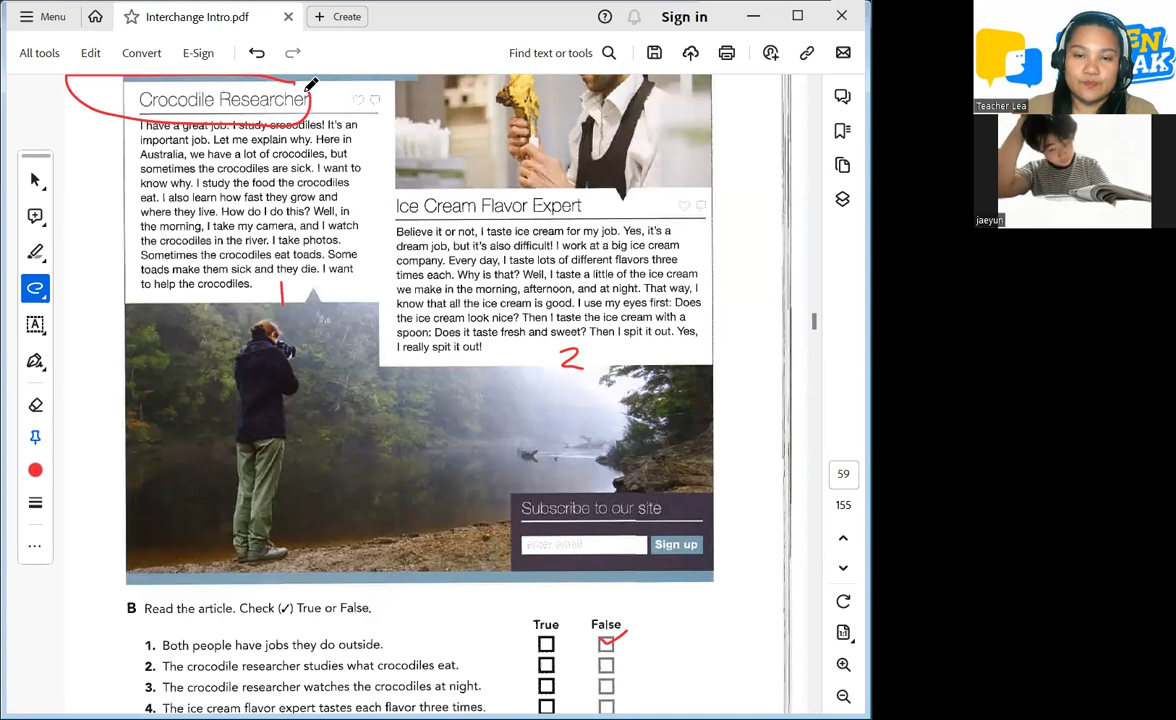 Menu
Interchange Intro.pdf
Create
Sign in
All tools
Edit
Convert
E-Sign
Find text or tools
Crocodile Researcher
I have a great job. I study crocodiles! It's an
important job. Let me explain why. Here in
Australia, we have a lot of crocodiles, but
sometimes the crocodiles are sick. I want to
know why. I study the food the crocodiles
eat. I also learn how fast they grow and
where they live. How do I do this? Well, in
the morning, I take my camera, and I watch
the crocodiles in the river. I take photos.
Sometimes the crocodiles eat toads. Some
toads make them sick and they die. I want
to help the crocodiles.
1
Ice Cream Flavor Expert
Believe it or not, I taste ice cream for my job. Yes, it's a
dream job, but it's also difficult! I work at a big ice cream
company. Every day, I taste lots of different flavors three
times each. Why is that? Well, I taste a little of the ice cream
we make in the morning, afternoon, and at night. That way, I
know that all the ice cream is good. I use my eyes first: Does
the ice cream look nice? Then I taste the ice cream with a
spoon: Does it taste fresh and sweet? Then I spit it out. Yes,
I really spit it out!
2
Subscribe to our site
enter email
Sign up
B Read the article. Check (✓) True or False.
True False
1. Both people have jobs they do outside.
2. The crocodile researcher studies what crocodiles eat.
3. The crocodile researcher watches the crocodiles at night.
4. The ice cream flavor expert tastes each flavor three times.
59
155
1:1
Teacher Lea
jaeyun